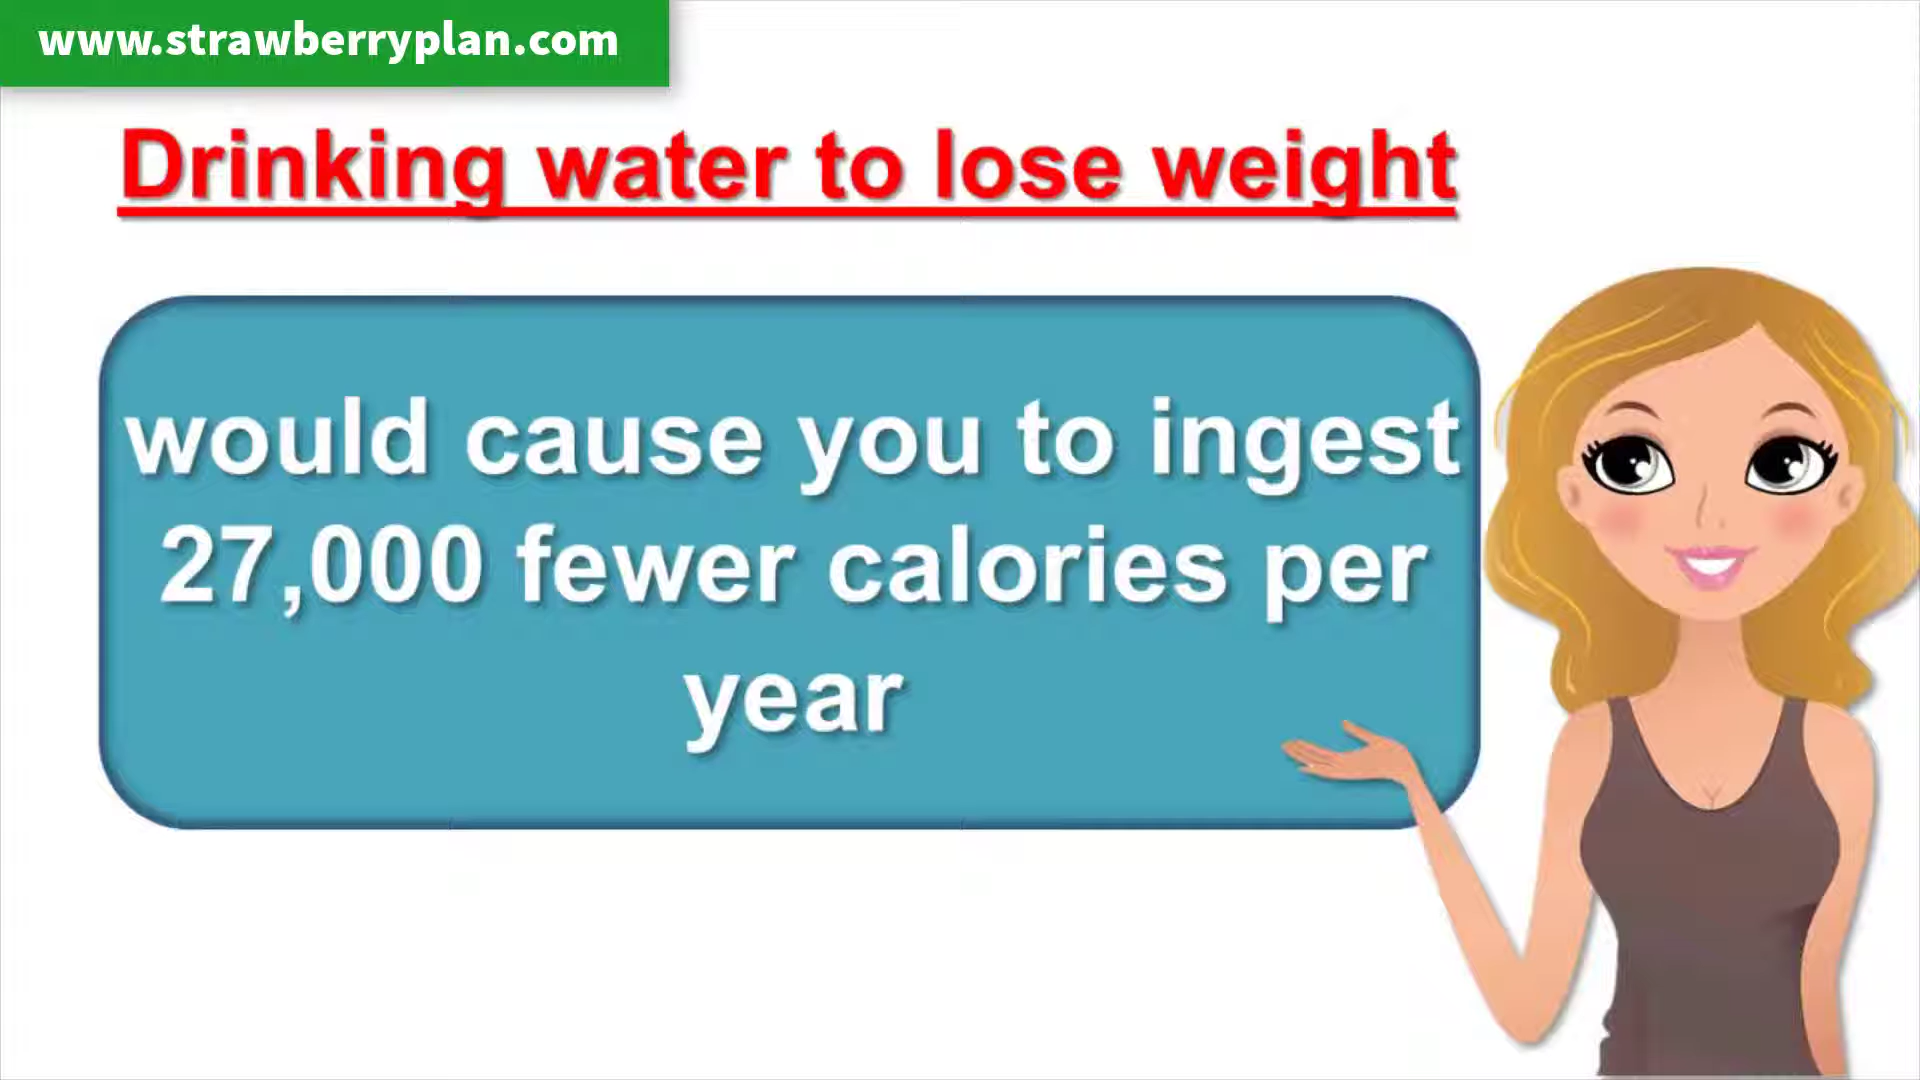 www.strawberryplan.com
Drinking water to lose weight
would cause you to ingest
27,000 fewer calories per
year